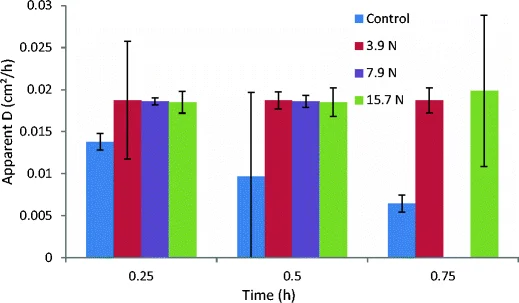 0.03
0.025
0.02
0.015
0.01
0.005
0
Apparent D (cm²/h)
Control
3.9 N
7.9 N
15.7 N
0.25 0.5 0.75
Time (h)